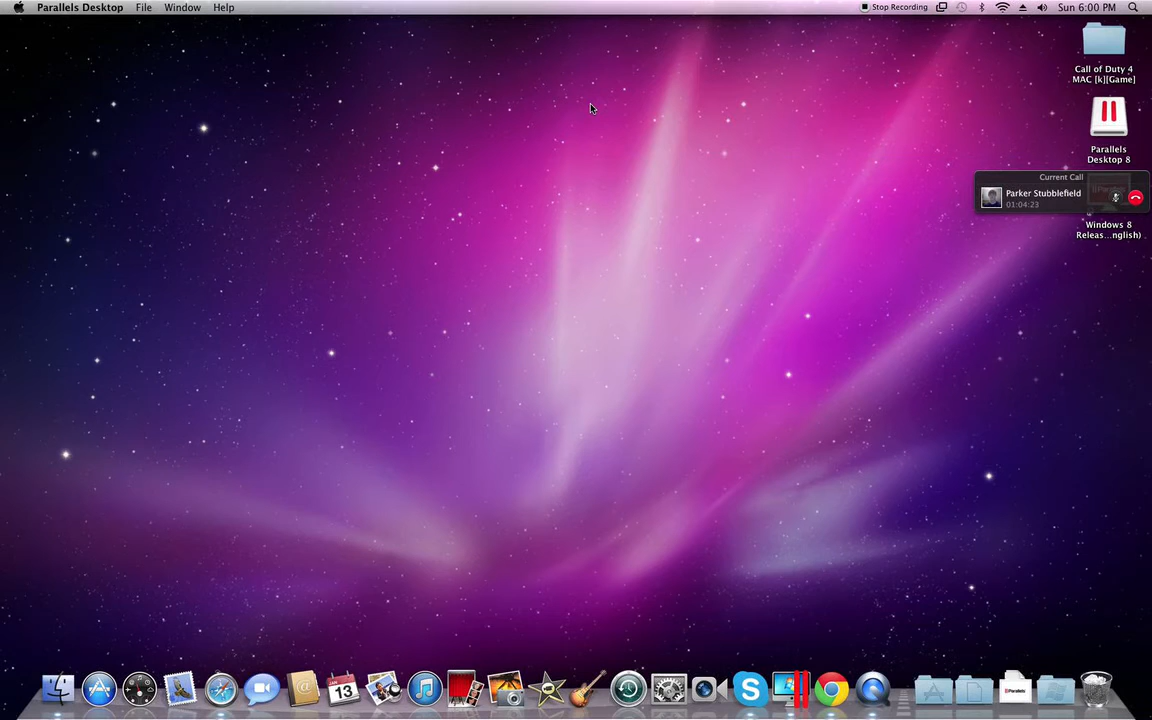 Parallels Desktop File Window Help
Stop Recording
Sun 6:00 PM
Call of Duty 4
MAC [k][Game]
Parallels
Desktop 8
Current Call
Parker Stubblefield
01:04:23
Windows 8
Releas...nglish)
13
Parallels